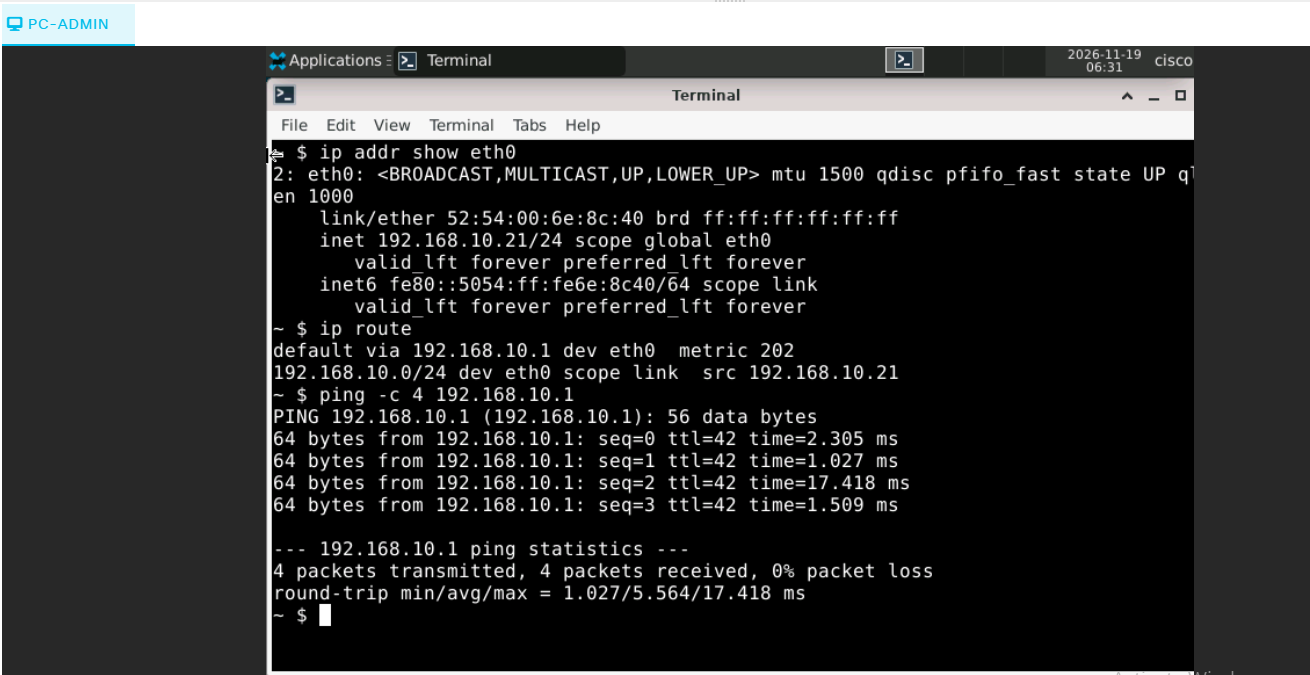 PC-ADMIN
Applications
Terminal
2026-11-19
06:31
cisco
Terminal
File Edit View Terminal Tabs Help
~ $ ip addr show eth0
2: eth0: <BROADCAST,MULTICAST,UP,LOWER_UP> mtu 1500 qdisc pfifo_fast state UP ql
en 1000
    link/ether 52:54:00:6e:8c:40 brd ff:ff:ff:ff:ff:ff
    inet 192.168.10.21/24 scope global eth0
       valid_lft forever preferred_lft forever
    inet6 fe80::5054:ff:fe6e:8c40/64 scope link
       valid_lft forever preferred_lft forever
~ $ ip route
default via 192.168.10.1 dev eth0  metric 202
192.168.10.0/24 dev eth0 scope link  src 192.168.10.21
~ $ ping -c 4 192.168.10.1
PING 192.168.10.1 (192.168.10.1): 56 data bytes
64 bytes from 192.168.10.1: seq=0 ttl=42 time=2.305 ms
64 bytes from 192.168.10.1: seq=1 ttl=42 time=1.027 ms
64 bytes from 192.168.10.1: seq=2 ttl=42 time=17.418 ms
64 bytes from 192.168.10.1: seq=3 ttl=42 time=1.509 ms
--- 192.168.10.1 ping statistics ---
4 packets transmitted, 4 packets received, 0% packet loss
round-trip min/avg/max = 1.027/5.564/17.418 ms
~ $